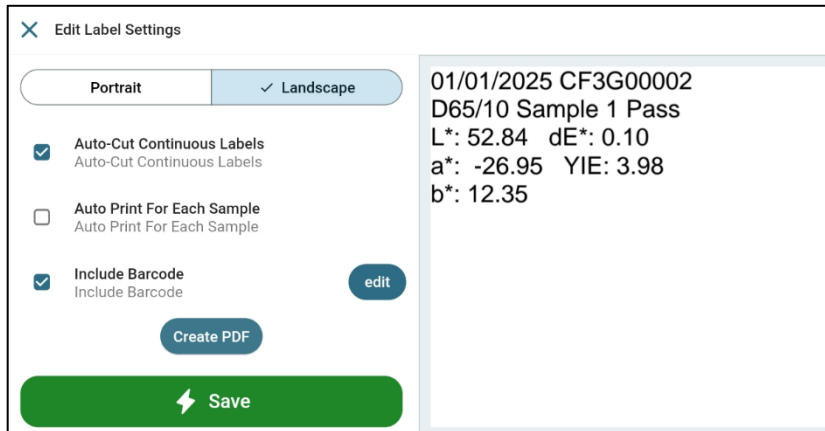 Edit Label Settings
Portrait
Landscape
Auto-Cut Continuous Labels
Auto-Cut Continuous Labels
Auto Print For Each Sample
Auto Print For Each Sample
Include Barcode
Include Barcode
edit
Create PDF
Save
01/01/2025 CF3G00002
D65/10 Sample 1 Pass
L*: 52.84 dE*: 0.10
a*: -26.95 YIE: 3.98
b*: 12.35